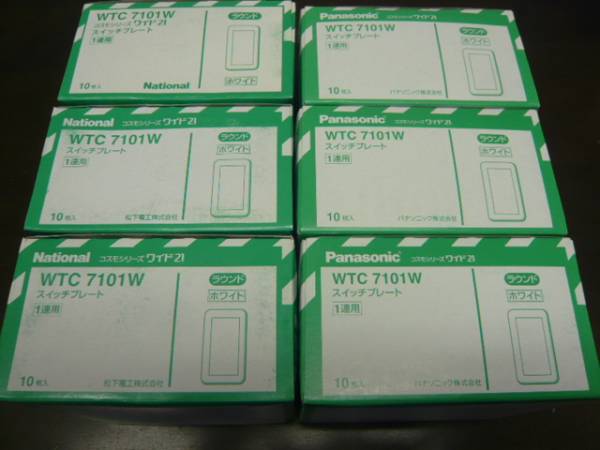 WTC 7101W
コスモシリーズ ワイド21
スイッチプレート
1連用
ラウンド
ホワイト
10枚入
National
Panasonic コスモシリーズ ワイド21
WTC 7101W
スイッチプレート
1連用
ラウンド
ホワイト
10枚入
パナソニック株式会社
National コスモシリーズ ワイド21
WTC 7101W
スイッチプレート
1連用
ラウンド
ホワイト
10枚入
松下電工株式会社
Panasonic コスモシリーズ ワイド21
WTC 7101W
スイッチプレート
1連用
ラウンド
ホワイト
10枚入
パナソニック株式会社
National コスモシリーズ ワイド21
WTC 7101W
スイッチプレート
1連用
ラウンド
ホワイト
10枚入
松下電工株式会社
Panasonic コスモシリーズ ワイド21
WTC 7101W
スイッチプレート
1連用
ラウンド
ホワイト
10枚入
パナソニック株式会社